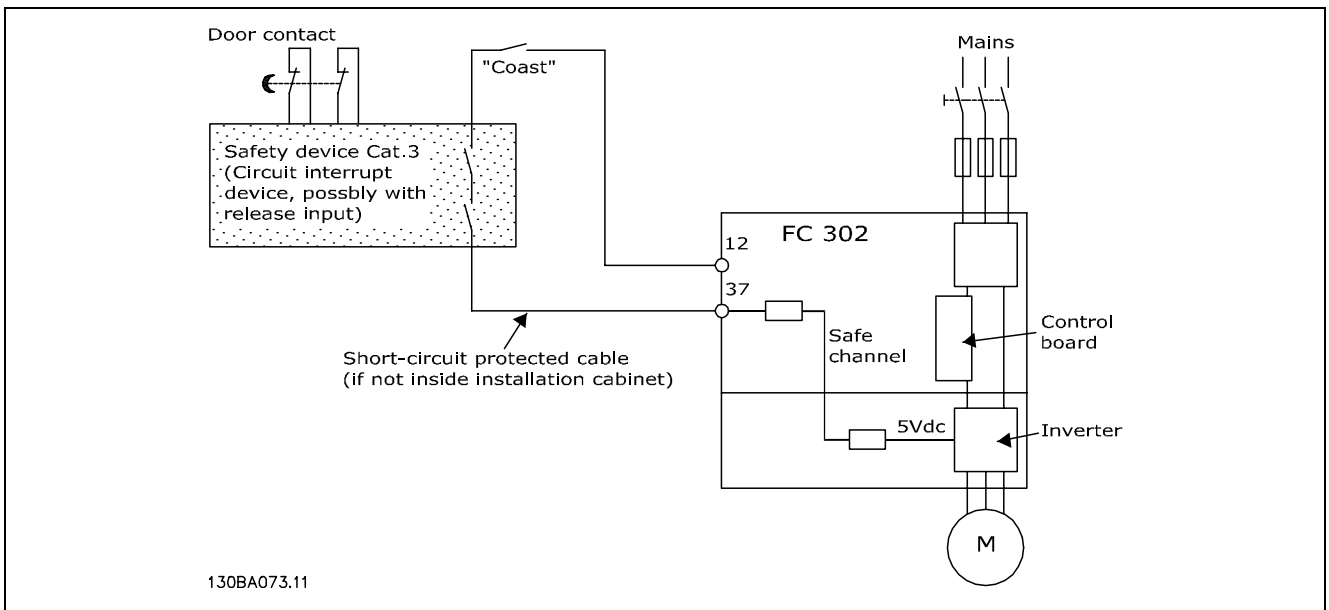 Door contact
"Coast"
Mains
Safety device Cat.3
(Circuit interrupt
device, possbly with
release input)
12
FC 302
37
Safe
channel
Control
board
Short-circuit protected cable
(if not inside installation cabinet)
5Vdc
Inverter
M
130BA073.11